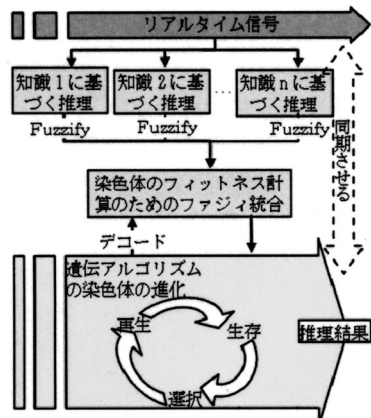 リアルタイム信号
知識1に基
づく推理
知識2に基
づく推理
……
知識nに基
づく推理
Fuzzify
Fuzzify
Fuzzify
同期させる
染色体のフィットネス計
算のためのファジィ統合
デコード
遺伝アルゴリズム
の染色体の進化
再生
生存
選択
推理結果